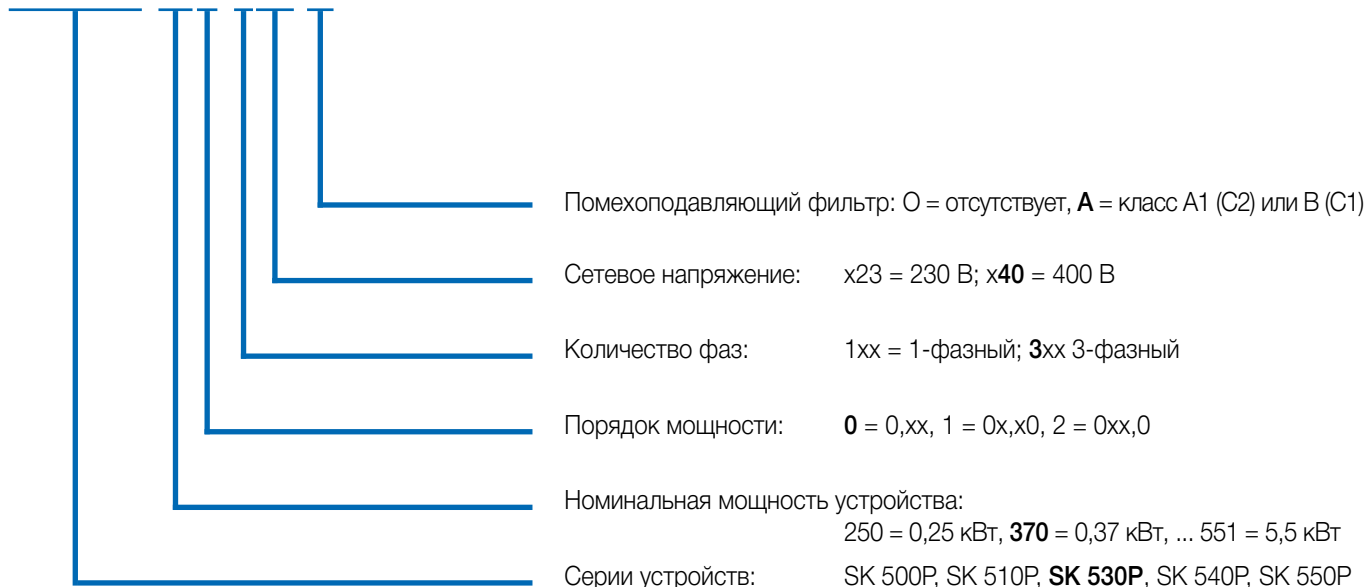 Помехоподавляющий фильтр: O = отсутствует, A = класс A1 (C2) или B (C1)
Сетевое напряжение: x23 = 230 В; x40 = 400 В
Количество фаз: 1xx = 1-фазный; 3xx 3-фазный
Порядок мощности: 0 = 0,xx, 1 = 0x,x0, 2 = 0xx,0
Номинальная мощность устройства:
250 = 0,25 кВт, 370 = 0,37 кВт, ... 551 = 5,5 кВт
Серии устройств: SK 500P, SK 510P, SK 530P, SK 540P, SK 550P